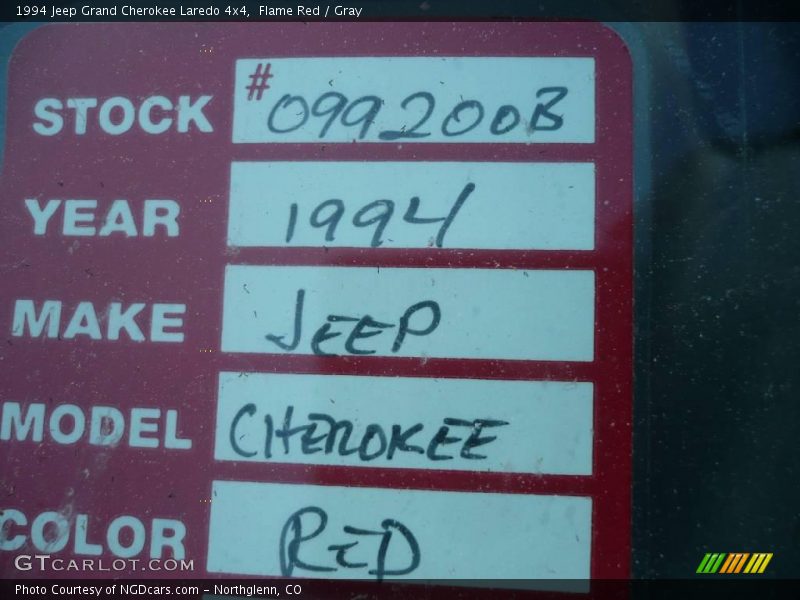 1994 Jeep Grand Cherokee Laredo 4x4, Flame Red / Gray
STOCK # 099200B
YEAR 1994
MAKE JEEP
MODEL CHEROKEE
COLOR RED
GTCARLOT.COM
Photo Courtesy of NGDcars.com - Northglenn, CO